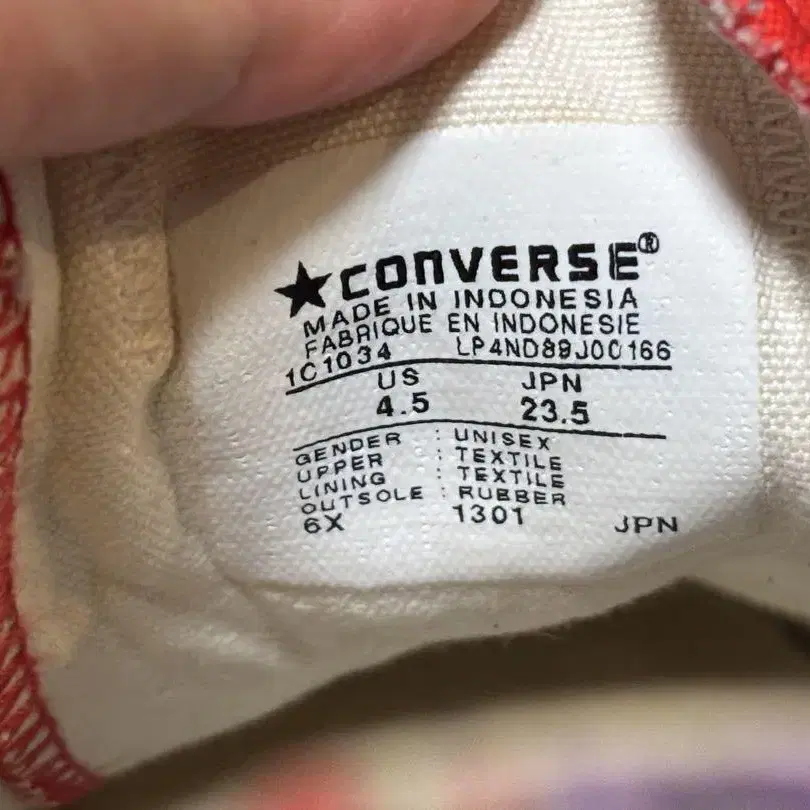 ★CONVERSE®
MADE IN INDONESIA
FABRIQUE EN INDONESIE
1C1034 LP4ND89J00166
US JPN
4.5 23.5
GENDER : UNISEX
UPPER : TEXTILE
LINING : TEXTILE
OUTSOLE : RUBBER
6X 1301 JPN